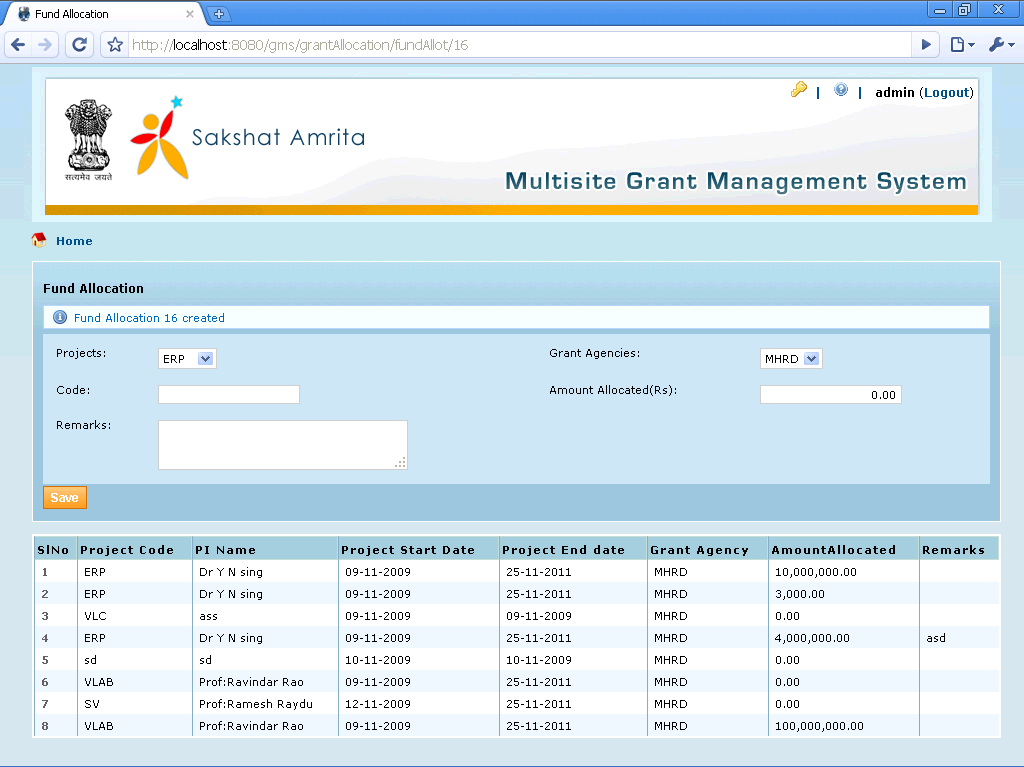 Fund Allocation
http://localhost:8080/gms/grantAllocation/fundAllot/16
| | admin (Logout)
Sakshat Amrita
सत्यमेव जयते
Multisite Grant Management System
Home
Fund Allocation
Fund Allocation 16 created
Projects: ERP Grant Agencies: MHRD
Code: Amount Allocated(Rs): 0.00
Remarks:
Save
SlNo Project Code PI Name Project Start Date Project End date Grant Agency AmountAllocated Remarks
1 ERP Dr Y N sing 09-11-2009 25-11-2011 MHRD 10,000,000.00
2 ERP Dr Y N sing 09-11-2009 25-11-2011 MHRD 3,000.00
3 VLC ass 09-11-2009 09-11-2009 MHRD 0.00
4 ERP Dr Y N sing 09-11-2009 25-11-2011 MHRD 4,000,000.00 asd
5 sd sd 10-11-2009 10-11-2009 MHRD 0.00
6 VLAB Prof:Ravindar Rao 09-11-2009 25-11-2011 MHRD 0.00
7 SV Prof:Ramesh Raydu 12-11-2009 25-11-2011 MHRD 0.00
8 VLAB Prof:Ravindar Rao 09-11-2009 25-11-2011 MHRD 100,000,000.00